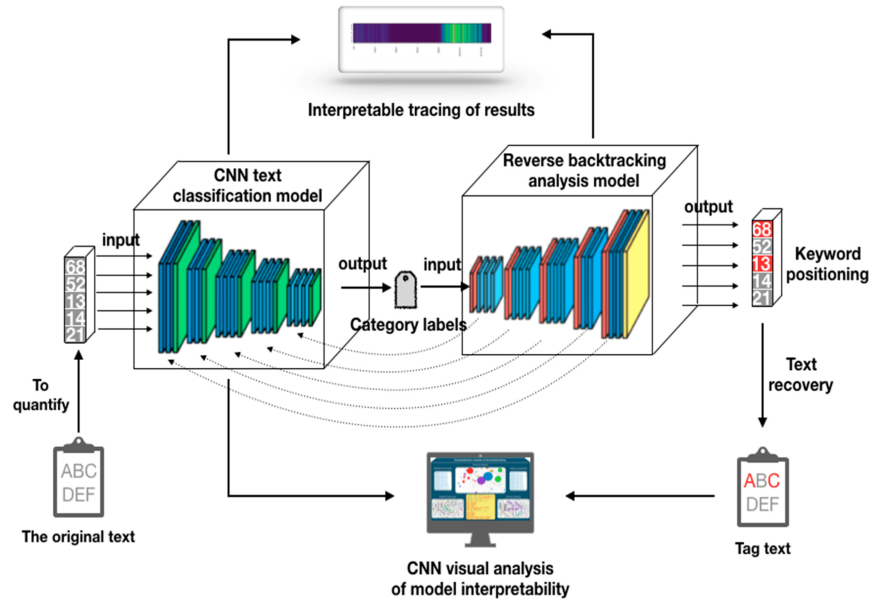 Interpretable tracing of results
CNN text
classification model
Reverse backtracking
analysis model
input
output
input
output
68
52
13
14
21
Category labels
68
52
13
14
21
Keyword
positioning
To
quantify
Text
recovery
ABC
DEF
ABC
DEF
The original text
Tag text
CNN visual analysis
of model interpretability